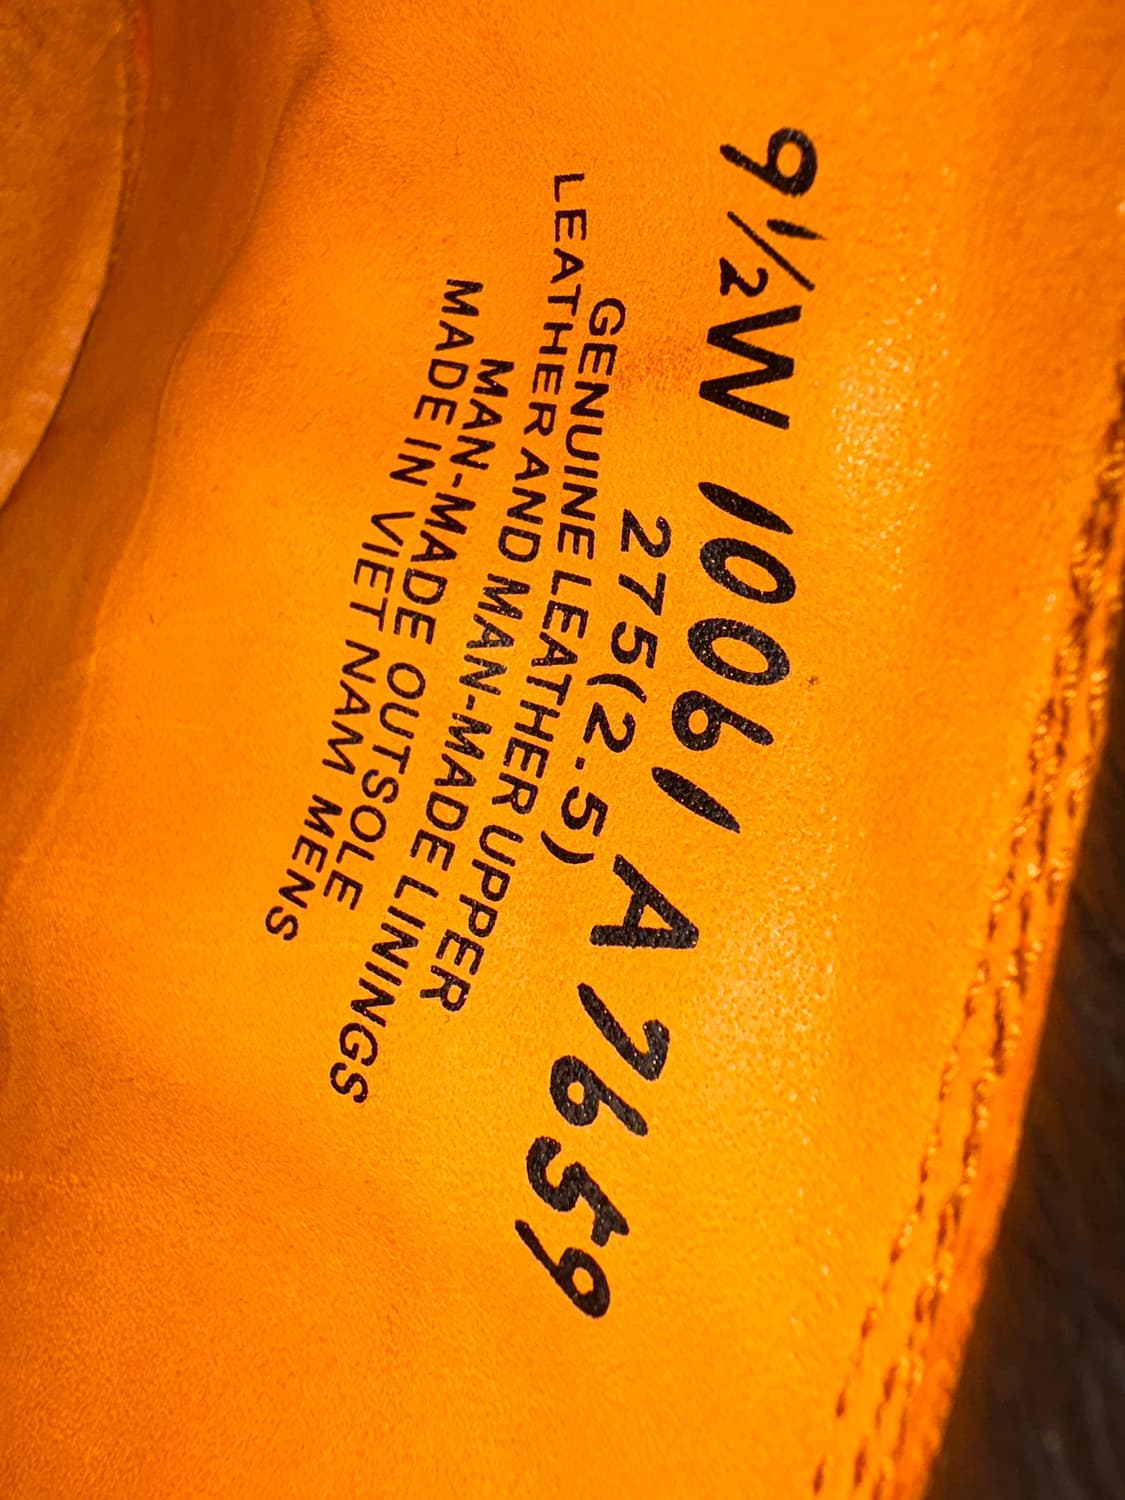 9½W 10061 A7659
275(2.5)
GENUINE LEATHER
LEATHER AND MAN-MADE UPPER
MAN-MADE LININGS
MAN-MADE OUTSOLE
MADE IN VIET NAM MENS